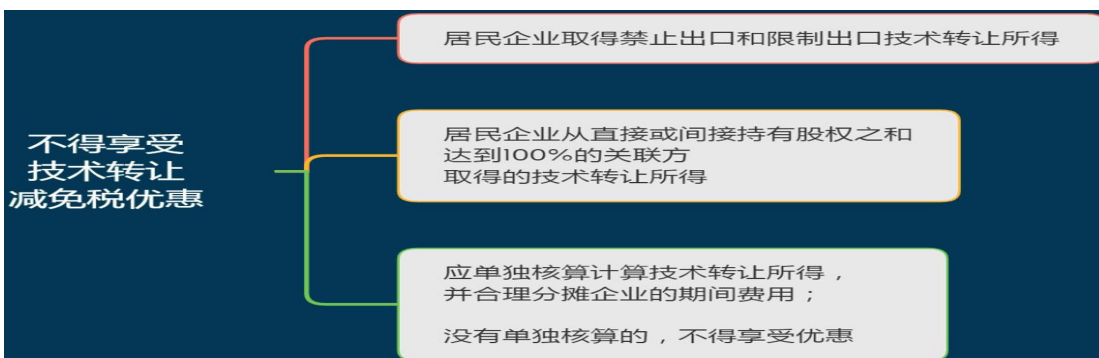 不得享受
技术转让
减免税优惠
居民企业取得禁止出口和限制出口技术转让所得
居民企业从直接或间接持有股权之和
达到100%的关联方
取得的技术转让所得
应单独核算计算技术转让所得，
并合理分摊企业的期间费用；
没有单独核算的，不得享受优惠